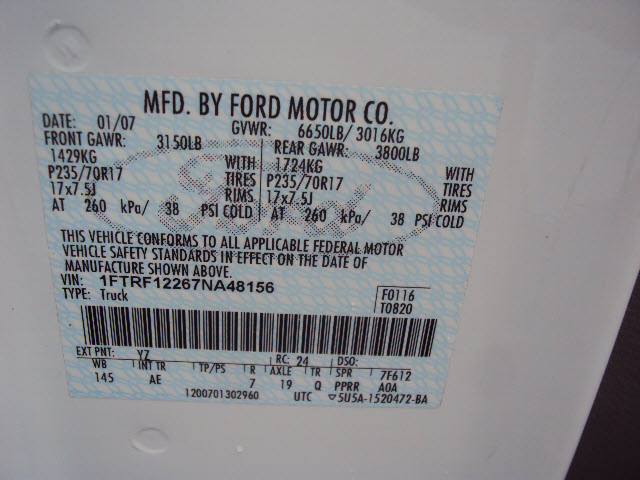 MFD. BY FORD MOTOR CO.
DATE: 01/07 GVWR: 6650LB/ 3016KG
FRONT GAWR: 3150LB REAR GAWR: 3800LB
1429KG WITH 1724KG WITH
P235/70R17 TIRES P235/70R17 TIRES
17x7.5J RIMS 17x7.5J RIMS
AT 260 kPa/ 38 PSI COLD AT 260 kPa/ 38 PSI COLD
Ford
THIS VEHICLE CONFORMS TO ALL APPLICABLE FEDERAL MOTOR
VEHICLE SAFETY STANDARDS IN EFFECT ON THE DATE OF
MANUFACTURE SHOWN ABOVE.
VIN: 1FTRF12267NA48156 F0116
TYPE: Truck T0820
EXT PNT: YZ RC: 24 DSO:
WB INT TR TP/PS R AXLE TR SPR 7F612
145 AE 7 19 Q PPRR A0A
1200701302960 UTC ▽5U5A-1520472-BA